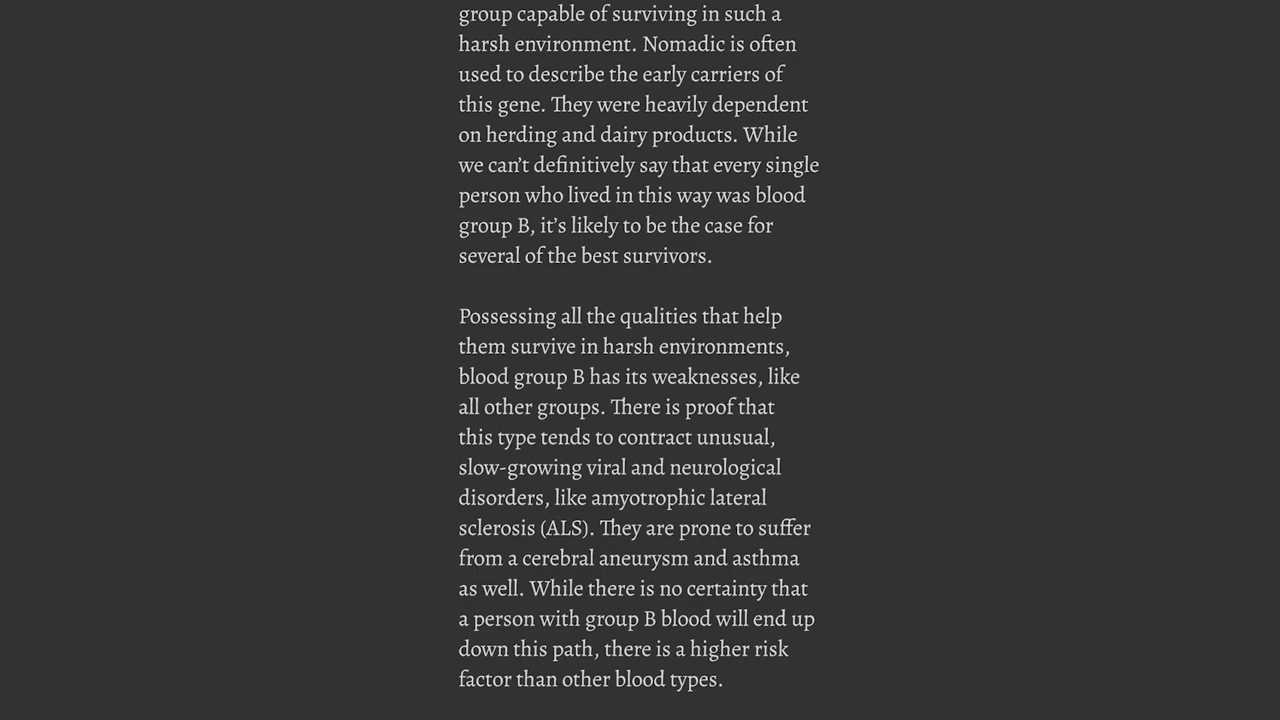 group capable of surviving in such a
harsh environment. Nomadic is often
used to describe the early carriers of
this gene. They were heavily dependent
on herding and dairy products. While
we can’t definitively say that every single
person who lived in this way was blood
group B, it’s likely to be the case for
several of the best survivors.
Possessing all the qualities that help
them survive in harsh environments,
blood group B has its weaknesses, like
all other groups. There is proof that
this type tends to contract unusual,
slow-growing viral and neurological
disorders, like amyotrophic lateral
sclerosis (ALS). They are prone to suffer
from a cerebral aneurysm and asthma
as well. While there is no certainty that
a person with group B blood will end up
down this path, there is a higher risk
factor than other blood types.